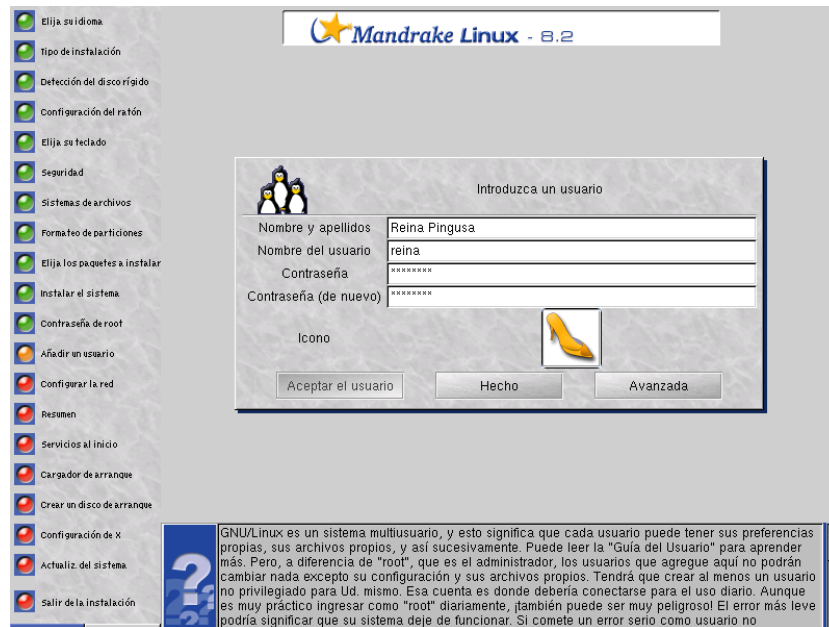 Elija su idioma
Tipo de instalación
Detección del disco rígido
Configuración del ratón
Elija su teclado
Seguridad
Sistemas de archivos
Formateo de particiones
Elija los paquetes a instalar
Instalar el sistema
Contraseña de root
Añadir un usuario
Configurar la red
Resumen
Servicios al inicio
Cargador de arranque
Crear un disco de arranque
Configuración de X
Actualiz. del sistema
Salir de la instalación
Mandrake Linux - 8.2
Introduzca un usuario
Nombre y apellidos Reina Pingusa
Nombre del usuario reina
Contraseña ********
Contraseña (de nuevo) ********
Icono
Aceptar el usuario Hecho Avanzada
GNU/Linux es un sistema multiusuario, y esto significa que cada usuario puede tener sus preferencias
propias, sus archivos propios, y así sucesivamente. Puede leer la "Guía del Usuario" para aprender
más. Pero, a diferencia de "root", que es el administrador, los usuarios que agregue aquí no podrán
cambiar nada excepto su configuración y sus archivos propios. Tendrá que crear al menos un usuario
no privilegiado para Ud. mismo. Esa cuenta es donde debería conectarse para el uso diario. Aunque
es muy práctico ingresar como "root" diariamente, ¡también puede ser muy peligroso! El error más leve
podría significar que su sistema deje de funcionar. Si comete un error serio como usuario no